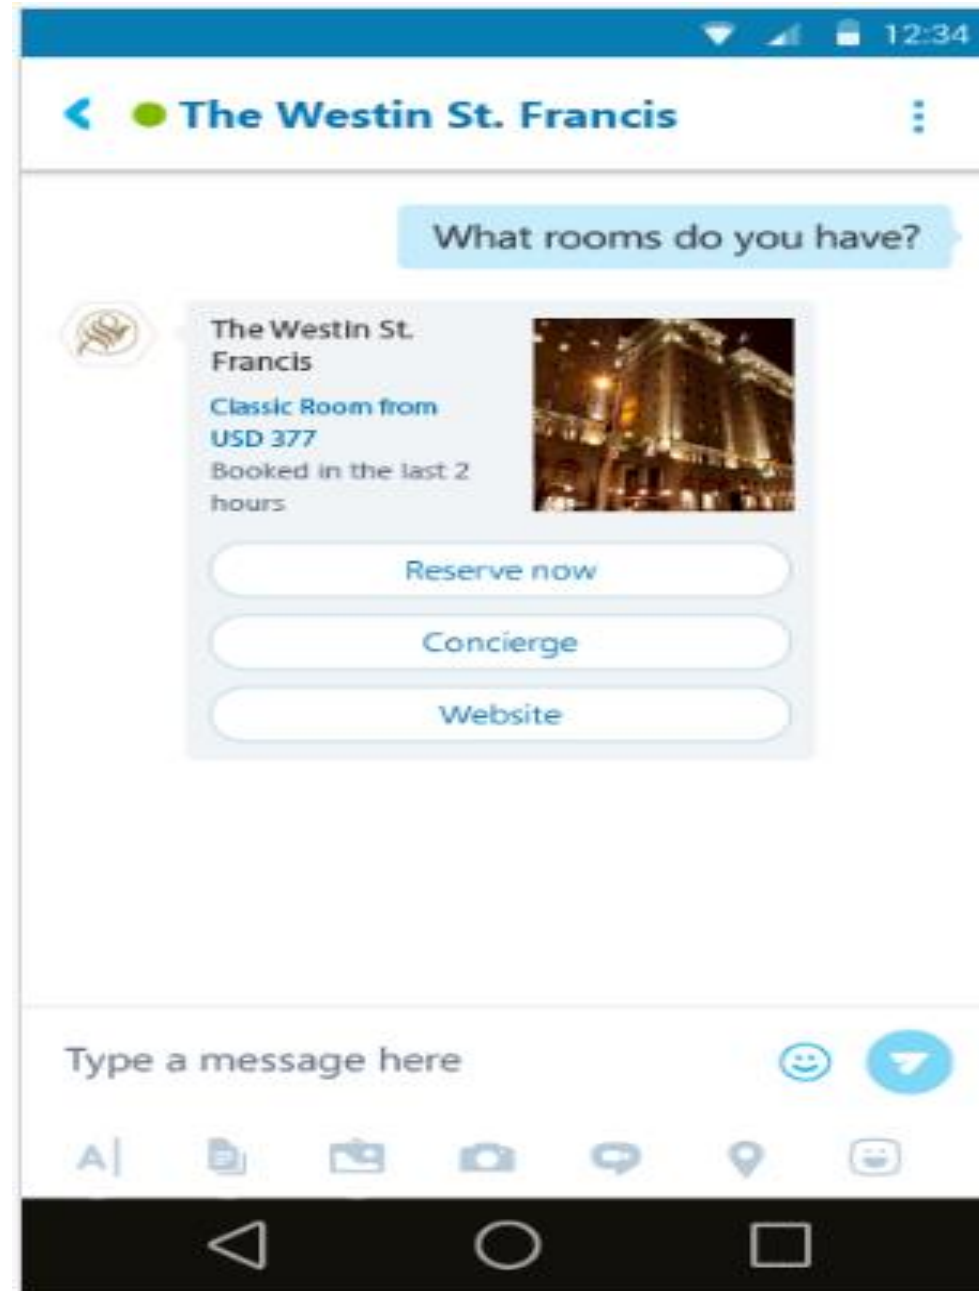 12:34
The Westin St. Francis
What rooms do you have?
The Westin St.
Francis
Classic Room from
USD 377
Booked in the last 2
hours
Reserve now
Concierge
Website
Type a message here
A|